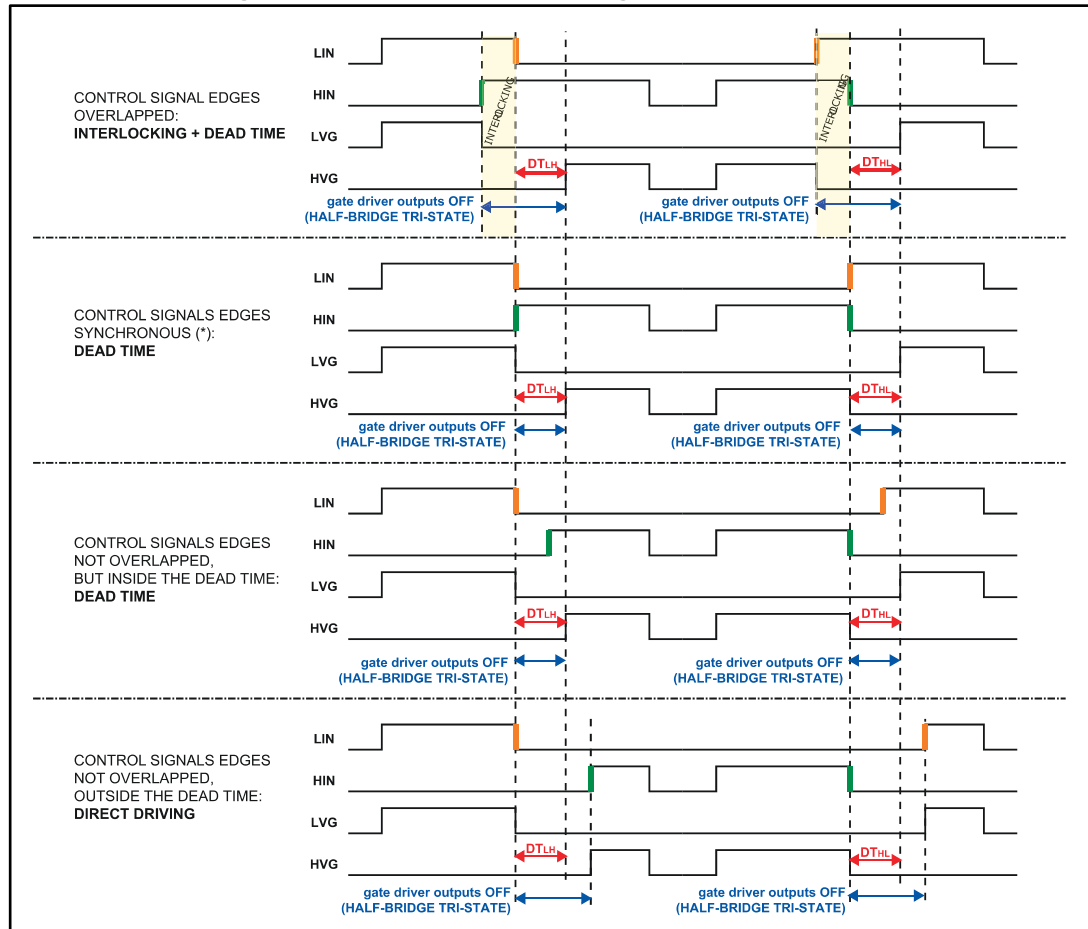 LIN
HIN
CONTROL SIGNAL EDGES
OVERLAPPED:
INTERLOCKING + DEAD TIME
INTERLOCKING
INTERLOCKING
LVG
DTLH
DTHL
HVG
gate driver outputs OFF
(HALF-BRIDGE TRI-STATE)
gate driver outputs OFF
(HALF-BRIDGE TRI-STATE)
LIN
HIN
CONTROL SIGNALS EDGES
SYNCHRONOUS (*):
DEAD TIME
LVG
DTLH
DTHL
HVG
gate driver outputs OFF
(HALF-BRIDGE TRI-STATE)
gate driver outputs OFF
(HALF-BRIDGE TRI-STATE)
LIN
HIN
CONTROL SIGNALS EDGES
NOT OVERLAPPED,
BUT INSIDE THE DEAD TIME:
DEAD TIME
LVG
DTLH
DTHL
HVG
gate driver outputs OFF
(HALF-BRIDGE TRI-STATE)
gate driver outputs OFF
(HALF-BRIDGE TRI-STATE)
LIN
HIN
CONTROL SIGNALS EDGES
NOT OVERLAPPED,
OUTSIDE THE DEAD TIME:
DIRECT DRIVING
LVG
DTLH
DTHL
HVG
gate driver outputs OFF
(HALF-BRIDGE TRI-STATE)
gate driver outputs OFF
(HALF-BRIDGE TRI-STATE)